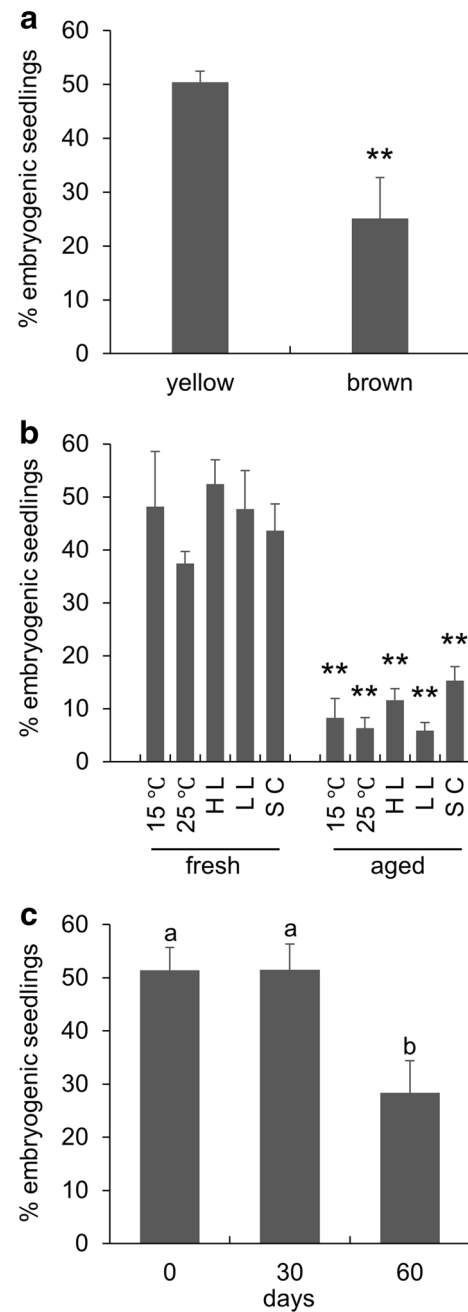 a
% embryogenic seedlings
60
50
40
30
20
10
0
**
yellow brown
b
% embryogenic seedlings
60
50
40
30
20
10
0
** ** ** ** **
15 ℃ 25 ℃ H L L L S C 15 ℃ 25 ℃ H L L L S C
fresh aged
c
% embryogenic seedlings
60
50
40
30
20
10
0
a a b
0 30 60
days